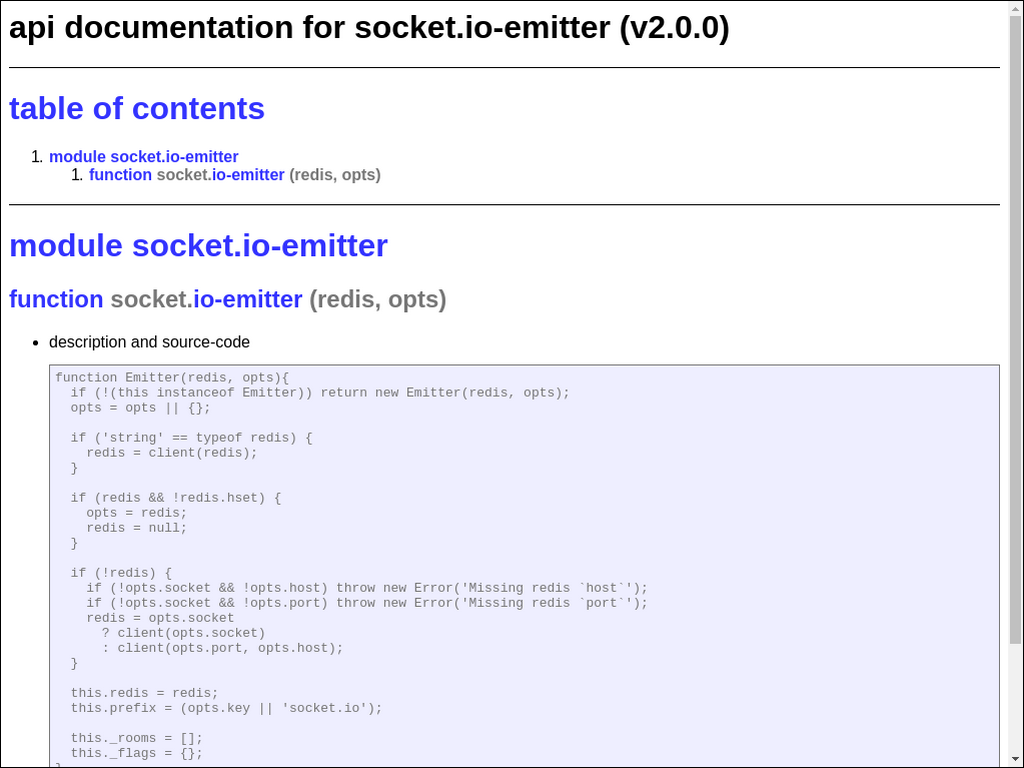 api documentation for socket.io-emitter (v2.0.0)
table of contents
1. module socket.io-emitter
1. function socket.io-emitter (redis, opts)
module socket.io-emitter
function socket.io-emitter (redis, opts)
• description and source-code
function Emitter(redis, opts){
  if (!(this instanceof Emitter)) return new Emitter(redis, opts);
  opts = opts || {};

  if ('string' == typeof redis) {
    redis = client(redis);
  }

  if (redis && !redis.hset) {
    opts = redis;
    redis = null;
  }

  if (!redis) {
    if (!opts.socket && !opts.host) throw new Error('Missing redis `host`');
    if (!opts.socket && !opts.port) throw new Error('Missing redis `port`');
    redis = opts.socket
      ? client(opts.socket)
      : client(opts.port, opts.host);
  }

  this.redis = redis;
  this.prefix = (opts.key || 'socket.io');

  this._rooms = [];
  this._flags = {};
}